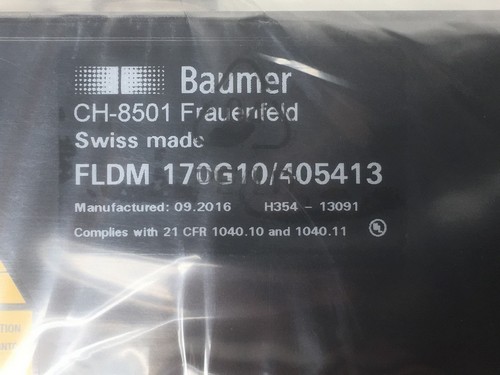 Baumer
CH-8501 Frauenfeld
Swiss made
FLDM 170G10/405413
Manufactured: 09.2016 H354 - 13091
Complies with 21 CFR 1040.10 and 1040.11 UL